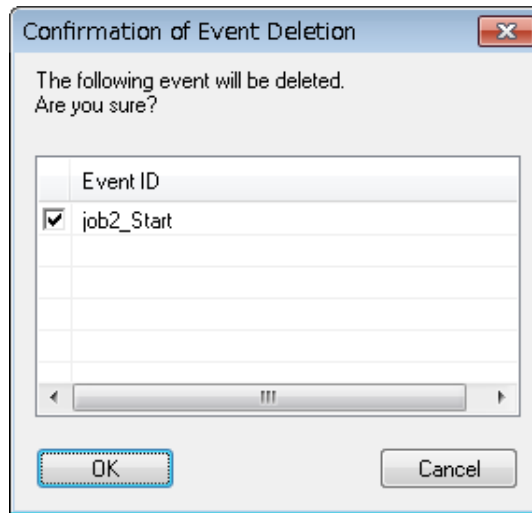 Confirmation of Event Deletion
The following event will be deleted.
Are you sure?
Event ID
job2_Start
OK
Cancel